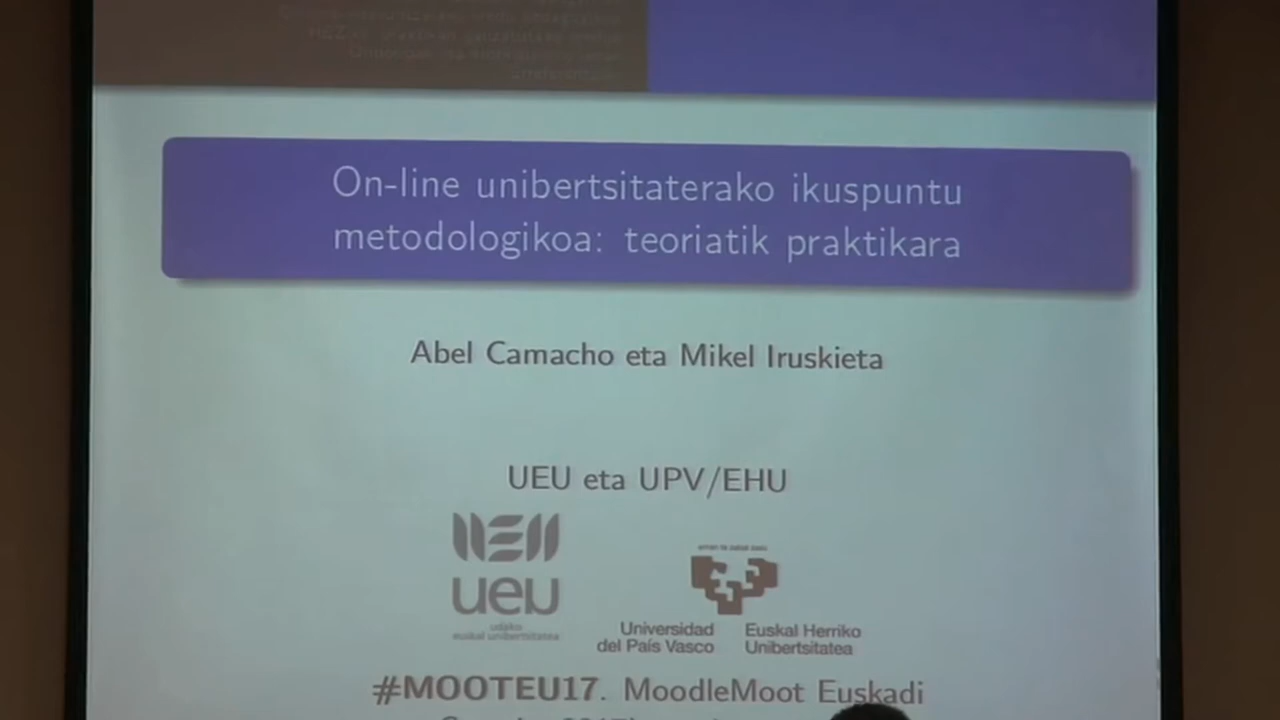 On-line unibertsitaterako ikuspuntu
metodologikoa: teoriatik praktikara
Abel Camacho eta Mikel Iruskieta
UEU eta UPV/EHU
ueu
udako
euskal unibertsitatea
Universidad
del País Vasco
Euskal Herriko
Unibertsitatea
#MOOTEU17. MoodleMoot Euskadi